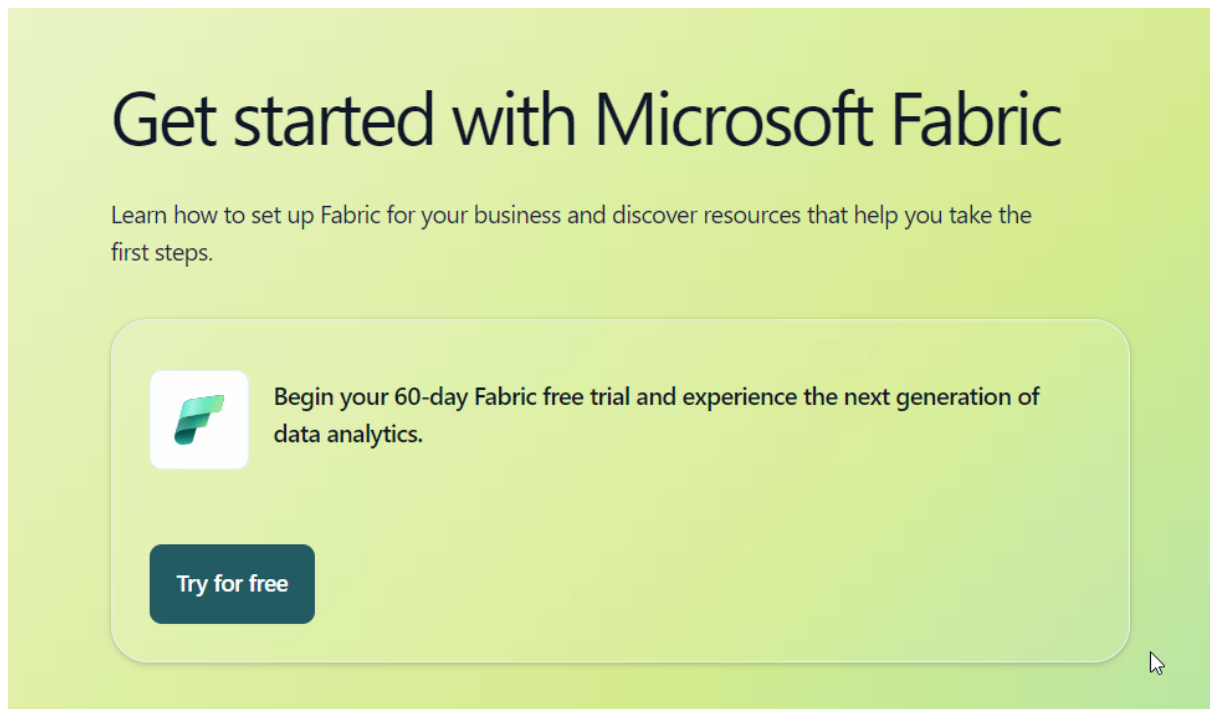 Get started with Microsoft Fabric
Learn how to set up Fabric for your business and discover resources that help you take the
first steps.
Begin your 60-day Fabric free trial and experience the next generation of
data analytics.
Try for free